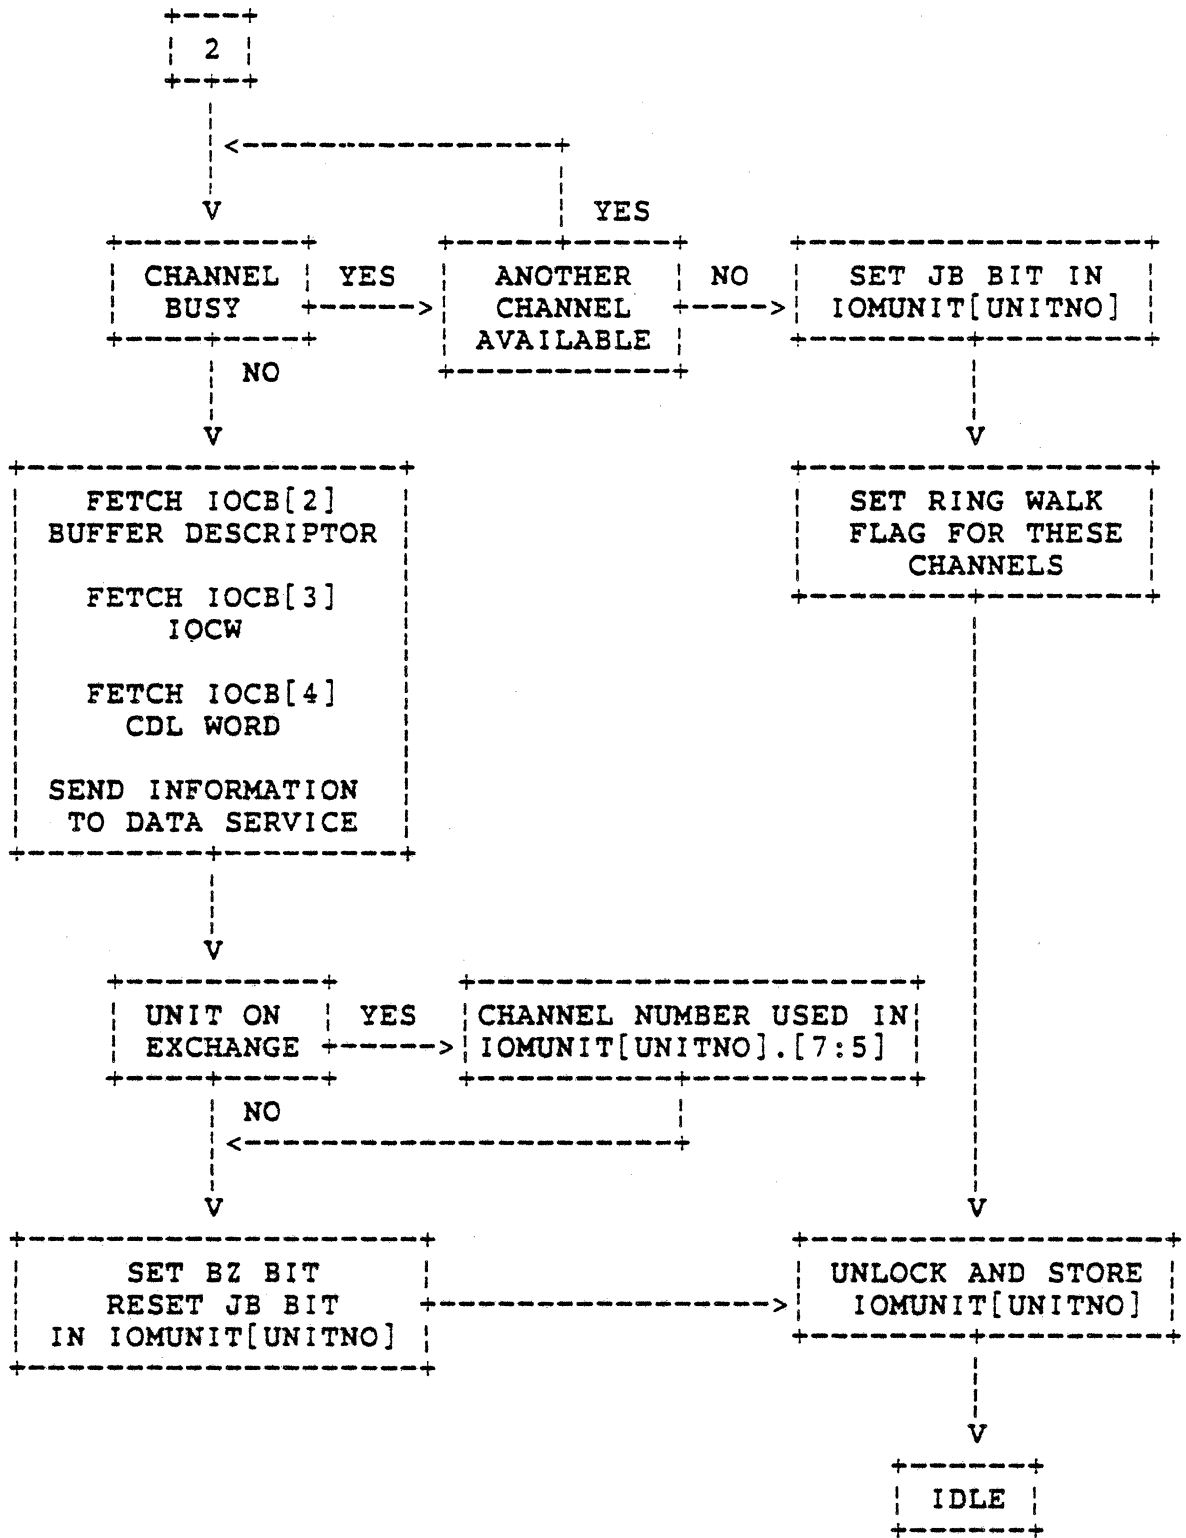 2
YES
CHANNEL
BUSY
YES
ANOTHER
CHANNEL
AVAILABLE
NO
SET JB BIT IN
IOMUNIT[UNITNO]
NO
FETCH IOCB[2]
BUFFER DESCRIPTOR
FETCH IOCB[3]
IOCW
FETCH IOCB[4]
CDL WORD
SEND INFORMATION
TO DATA SERVICE
SET RING WALK
FLAG FOR THESE
CHANNELS
UNIT ON
EXCHANGE
YES
CHANNEL NUMBER USED IN
IOMUNIT[UNITNO].[7:5]
NO
SET BZ BIT
RESET JB BIT
IN IOMUNIT[UNITNO]
UNLOCK AND STORE
IOMUNIT[UNITNO]
IDLE